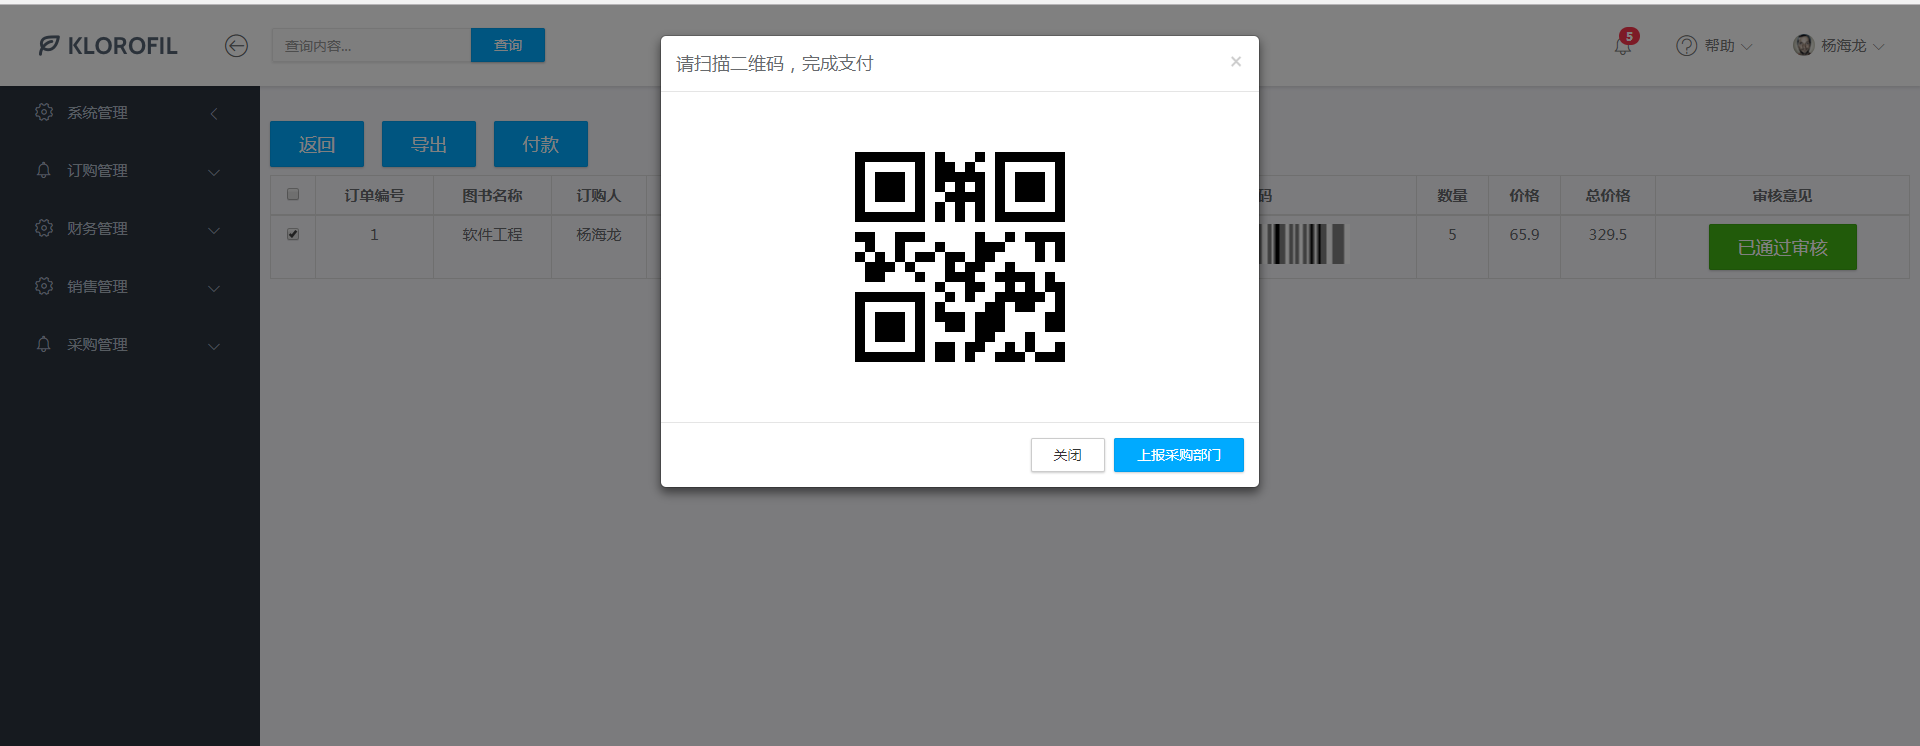 KLOROFIL
查询内容...
查询
5
帮助
杨海龙
请扫描二维码，完成支付
×
系统管理
订购管理
财务管理
销售管理
采购管理
返回
导出
付款
订单编号 图书名称 订购人 码 数量 价格 总价格 审核意见
1 软件工程 杨海龙 5 65.9 329.5 已通过审核
关闭
上报采购部门